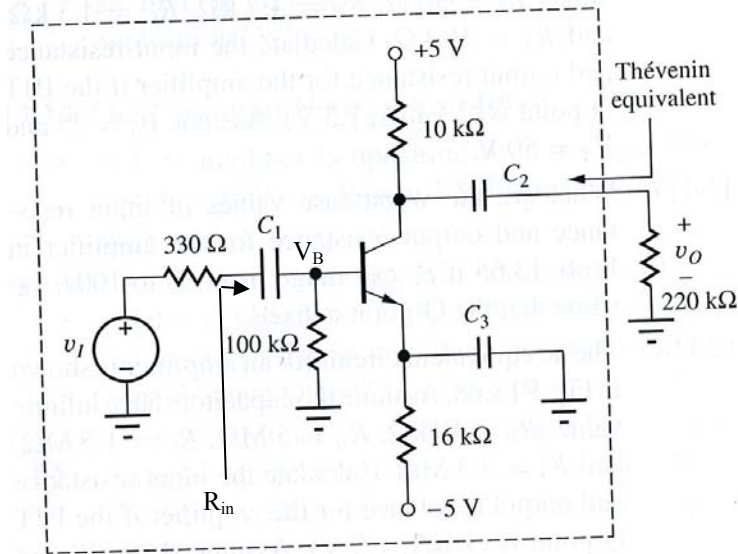 +5 V
Thévenin
equivalent
10 kΩ
C2
330 Ω
C1
VB
+
vO
−
220 kΩ
C3
+
vI
100 kΩ
16 kΩ
Rin
−5 V